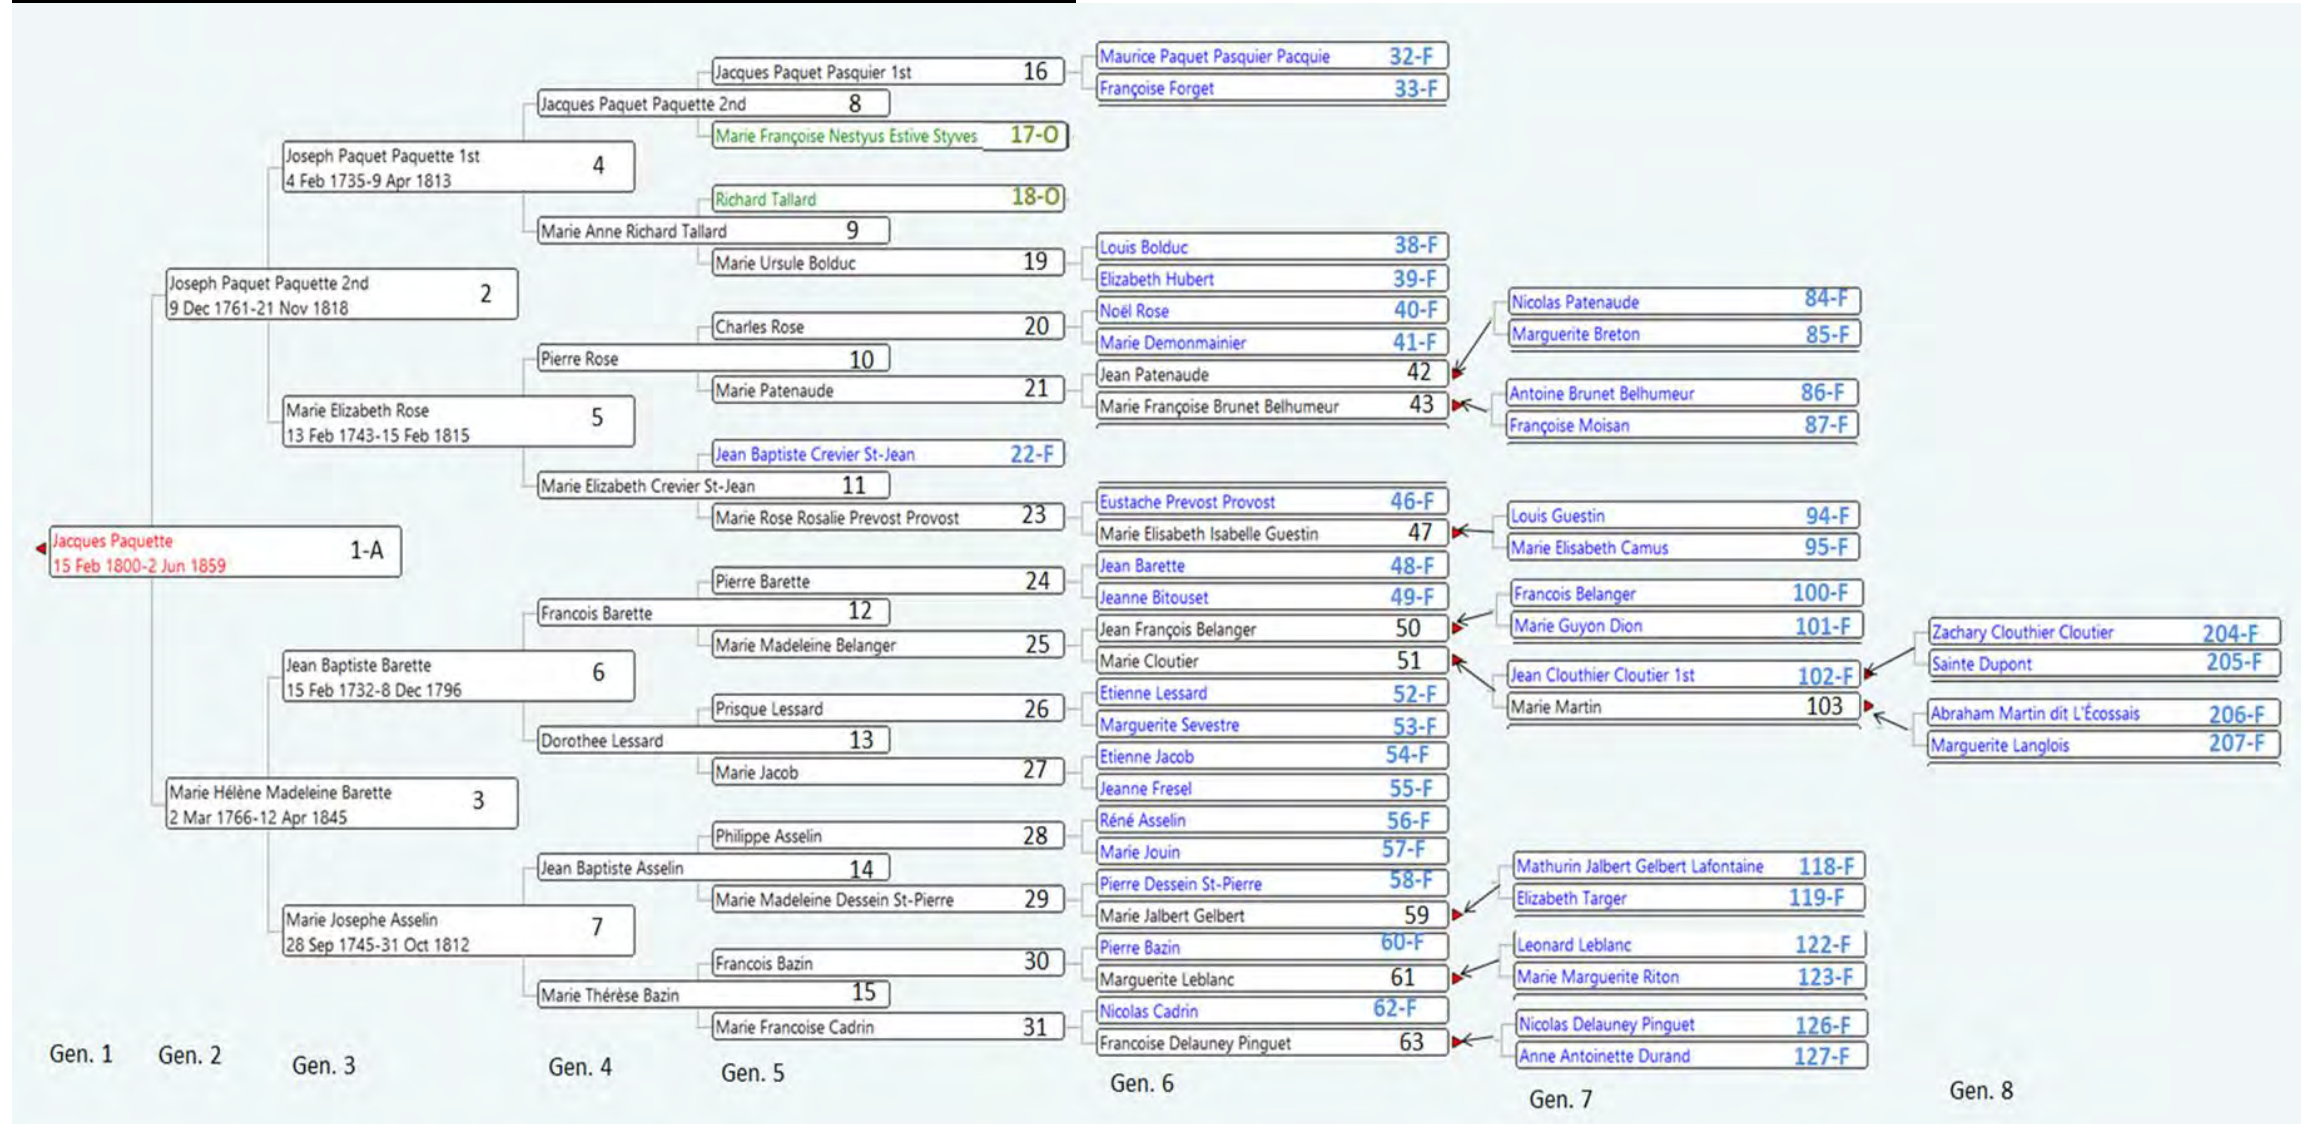 Jacques Paquette 1-A
15 Feb 1800-2 Jun 1859
Joseph Paquet Paquette 2nd 2
9 Dec 1761-21 Nov 1818
Marie Hélène Madeleine Barette 3
2 Mar 1766-12 Apr 1845
Joseph Paquet Paquette 1st 4
4 Feb 1735-9 Apr 1813
Marie Elizabeth Rose 5
13 Feb 1743-15 Feb 1815
Jean Baptiste Barette 6
15 Feb 1732-8 Dec 1796
Marie Josephe Asselin 7
28 Sep 1745-31 Oct 1812
Jacques Paquet Paquette 2nd 8
Marie Anne Richard Tallard 9
Pierre Rose 10
Marie Elizabeth Crevier St-Jean 11
Francois Barette 12
Dorothee Lessard 13
Jean Baptiste Asselin 14
Marie Thérèse Bazin 15
Jacques Paquet Pasquier 1st 16
Marie Françoise Nestyus Estive Styves 17-O
Richard Tallard 18-O
Marie Ursule Bolduc 19
Charles Rose 20
Marie Patenaude 21
Jean Baptiste Crevier St-Jean 22-F
Marie Rose Rosalie Prevost Provost 23
Pierre Barette 24
Marie Madeleine Belanger 25
Prisque Lessard 26
Marie Jacob 27
Philippe Asselin 28
Marie Madeleine Dessein St-Pierre 29
Francois Bazin 30
Marie Francoise Cadrin 31
Maurice Paquet Pasquier Pacquie 32-F
Françoise Forget 33-F
Louis Bolduc 38-F
Elizabeth Hubert 39-F
Noël Rose 40-F
Marie Demonmainier 41-F
Jean Patenaude 42
Marie Françoise Brunet Belhumeur 43
Eustache Prevost Provost 46-F
Marie Elisabeth Isabelle Guestin 47
Jean Barette 48-F
Jeanne Bitouset 49-F
Jean François Belanger 50
Marie Cloutier 51
Etienne Lessard 52-F
Marguerite Sevestre 53-F
Etienne Jacob 54-F
Jeanne Fresel 55-F
Réné Asselin 56-F
Marie Jouin 57-F
Pierre Dessein St-Pierre 58-F
Marie Jalbert Gelbert 59
Pierre Bazin 60-F
Marguerite Leblanc 61
Nicolas Cadrin 62-F
Francoise Delauney Pinguet 63
Nicolas Patenaude 84-F
Marguerite Breton 85-F
Antoine Brunet Belhumeur 86-F
Françoise Moisan 87-F
Louis Guestin 94-F
Marie Elisabeth Camus 95-F
Francois Belanger 100-F
Marie Guyon Dion 101-F
Jean Clouthier Cloutier 1st 102-F
Marie Martin 103
Mathurin Jalbert Gelbert Lafontaine 118-F
Elizabeth Targer 119-F
Leonard Leblanc 122-F
Marie Marguerite Riton 123-F
Nicolas Delauney Pinguet 126-F
Anne Antoinette Durand 127-F
Zachary Clouthier Cloutier 204-F
Sainte Dupont 205-F
Abraham Martin dit L'Écossais 206-F
Marguerite Langlois 207-F
Gen. 1
Gen. 2
Gen. 3
Gen. 4
Gen. 5
Gen. 6
Gen. 7
Gen. 8